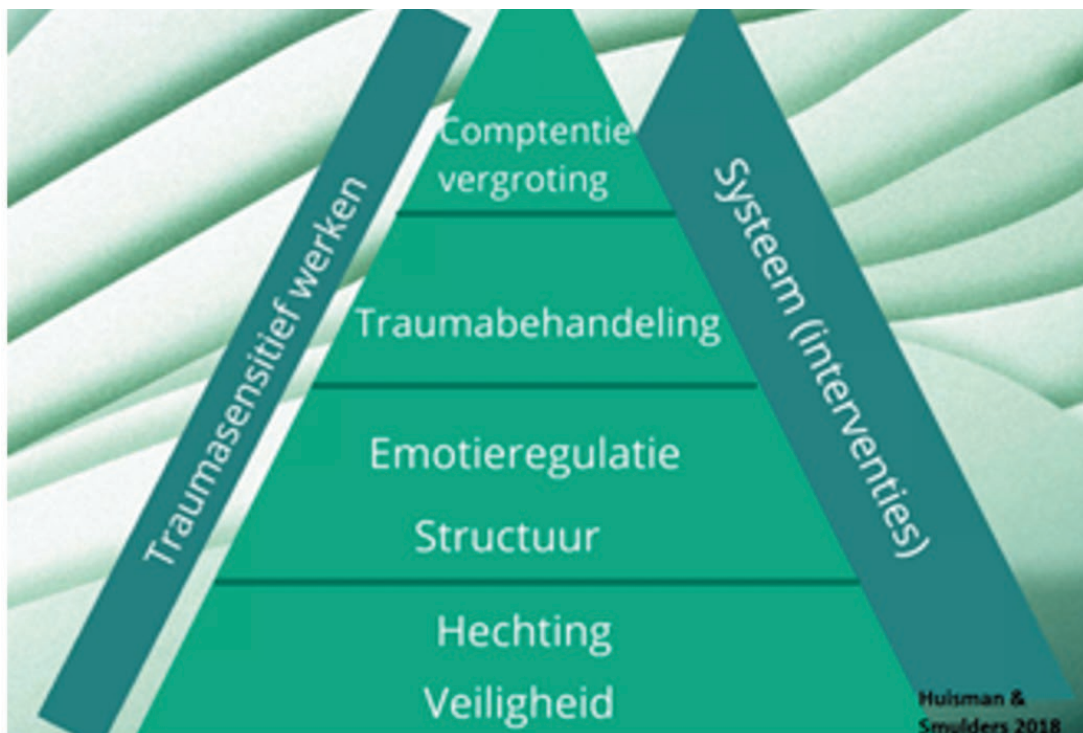 Comptentie
vergroting
Traumabehandeling
Emotieregulatie
Structuur
Hechting
Veiligheid
Traumasensitief werken
Systeem (interventies)
Huisman &
Smulders 2018